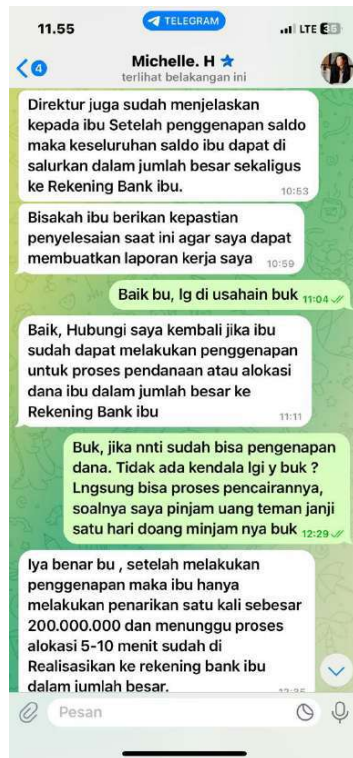 11.55
TELEGRAM
LTE 35
4
Michelle. H
terlihat belakangan ini
Direktur juga sudah menjelaskan
kepada ibu Setelah penggenapan saldo
maka keseluruhan saldo ibu dapat di
salurkan dalam jumlah besar sekaligus
ke Rekening Bank ibu.
10:53
Bisakah ibu berikan kepastian
penyelesaian saat ini agar saya dapat
membuatkan laporan kerja saya
10:59
Baik bu, lg di usahain buk 11:04
Baik, Hubungi saya kembali jika ibu
sudah dapat melakukan penggenapan
untuk proses pendanaan atau alokasi
dana ibu dalam jumlah besar ke
Rekening Bank ibu
11:11
Buk, jika nnti sudah bisa pengenapan
dana. Tidak ada kendala lgi y buk ?
Lngsung bisa proses pencairannya,
soalnya saya pinjam uang teman janji
satu hari doang minjam nya buk 12:29
Iya benar bu , setelah melakukan
penggenapan maka ibu hanya
melakukan penarikan satu kali sebesar
200.000.000 dan menunggu proses
alokasi 5-10 menit sudah di
Realisasikan ke rekening bank ibu
dalam jumlah besar.
Pesan